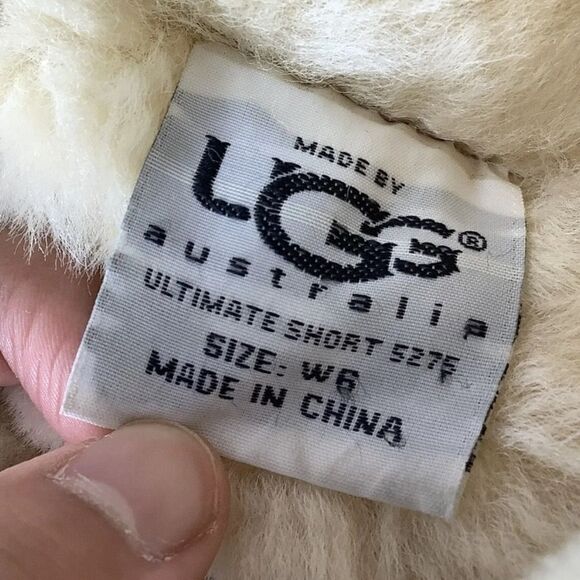 MADE BY
UGG®
australia
ULTIMATE SHORT 5275
SIZE: W6
MADE IN CHINA